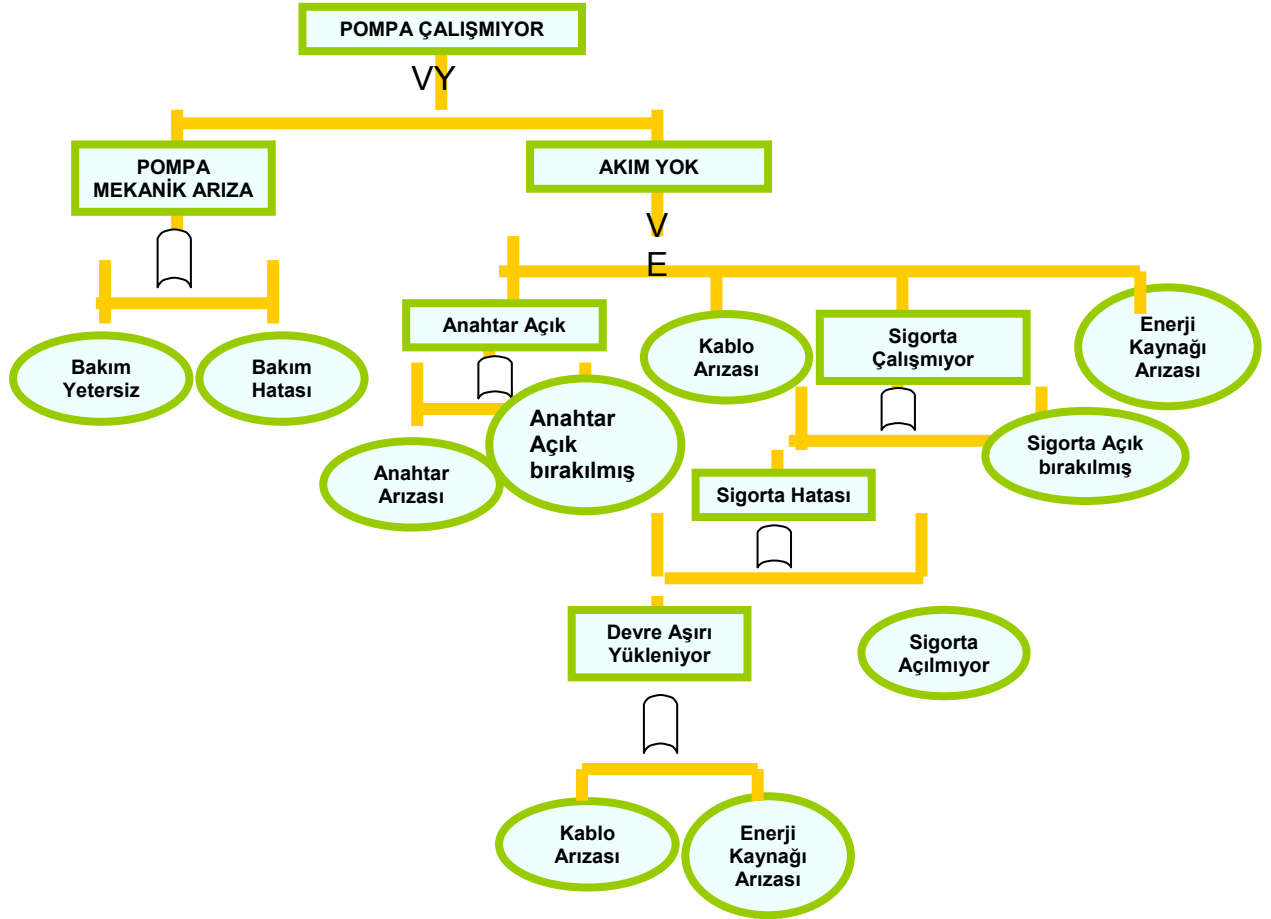 POMPA ÇALIŞMIYOR
VY
POMPA
MEKANİK ARIZA
AKIM YOK
V
E
Anahtar Açık
Kablo
Arızası
Sigorta
Çalışmıyor
Enerji
Kaynağı
Arızası
Bakım
Yetersiz
Bakım
Hatası
Anahtar
Arızası
Anahtar
Açık
bırakılmış
Sigorta Açık
bırakılmış
Sigorta Hatası
Devre Aşırı
Yükleniyor
Sigorta
Açılmıyor
Kablo
Arızası
Enerji
Kaynağı
Arızası